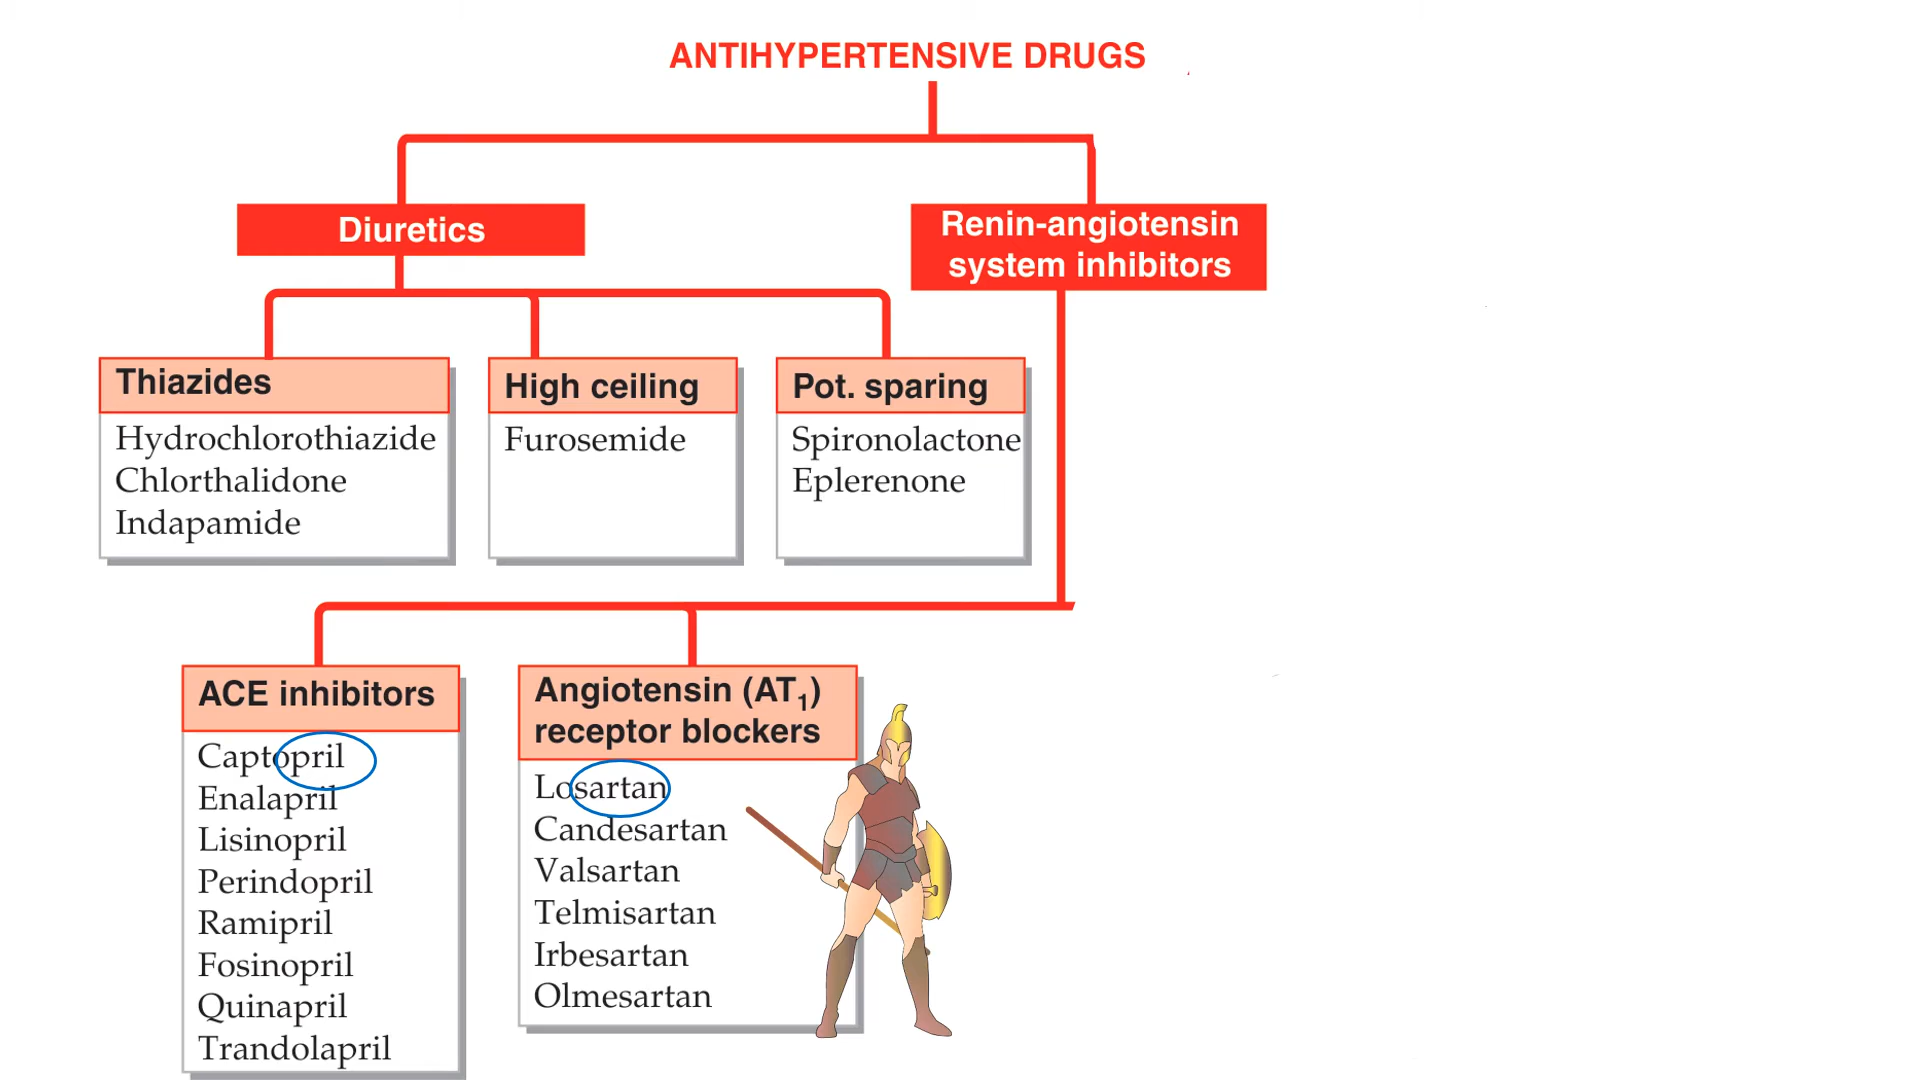 ANTIHYPERTENSIVE DRUGS
Diuretics
Renin-angiotensin
system inhibitors
Thiazides
Hydrochlorothiazide
Chlorthalidone
Indapamide
High ceiling
Furosemide
Pot. sparing
Spironolactone
Eplerenone
ACE inhibitors
Captopril
Enalapril
Lisinopril
Perindopril
Ramipril
Fosinopril
Quinapril
Trandolapril
Angiotensin (AT₁)
receptor blockers
Losartan
Candesartan
Valsartan
Telmisartan
Irbesartan
Olmesartan